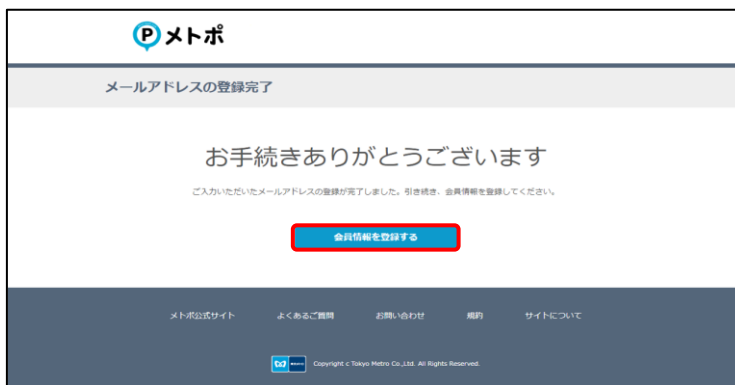 P メトポ
メールアドレスの登録完了
お手続きありがとうございます
ご入力いただいたメールアドレスの登録が完了しました。引き続き、会員情報を登録してください。
会員情報を登録する
メトポ公式サイト よくあるご質問 お問い合わせ 規約 サイトについて
Copyright c Tokyo Metro Co.,Ltd. All Rights Reserved.